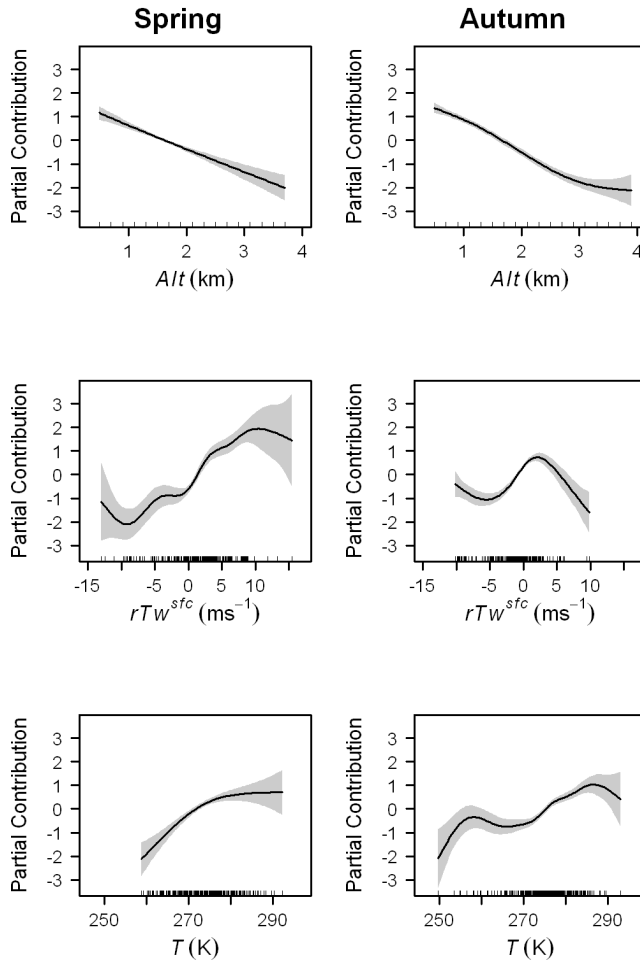 Spring Autumn
Partial Contribution
3
2
1
0
-1
-2
-3
1 2 3 4
Alt (km)
Partial Contribution
3
2
1
0
-1
-2
-3
1 2 3 4
Alt (km)
Partial Contribution
3
2
1
0
-1
-2
-3
-15 -5 0 5 10
rTw^sfc (ms⁻¹)
Partial Contribution
3
2
1
0
-1
-2
-3
-15 -5 0 5 10
rTw^sfc (ms⁻¹)
Partial Contribution
3
2
1
0
-1
-2
-3
250 270 290
T (K)
Partial Contribution
3
2
1
0
-1
-2
-3
250 270 290
T (K)